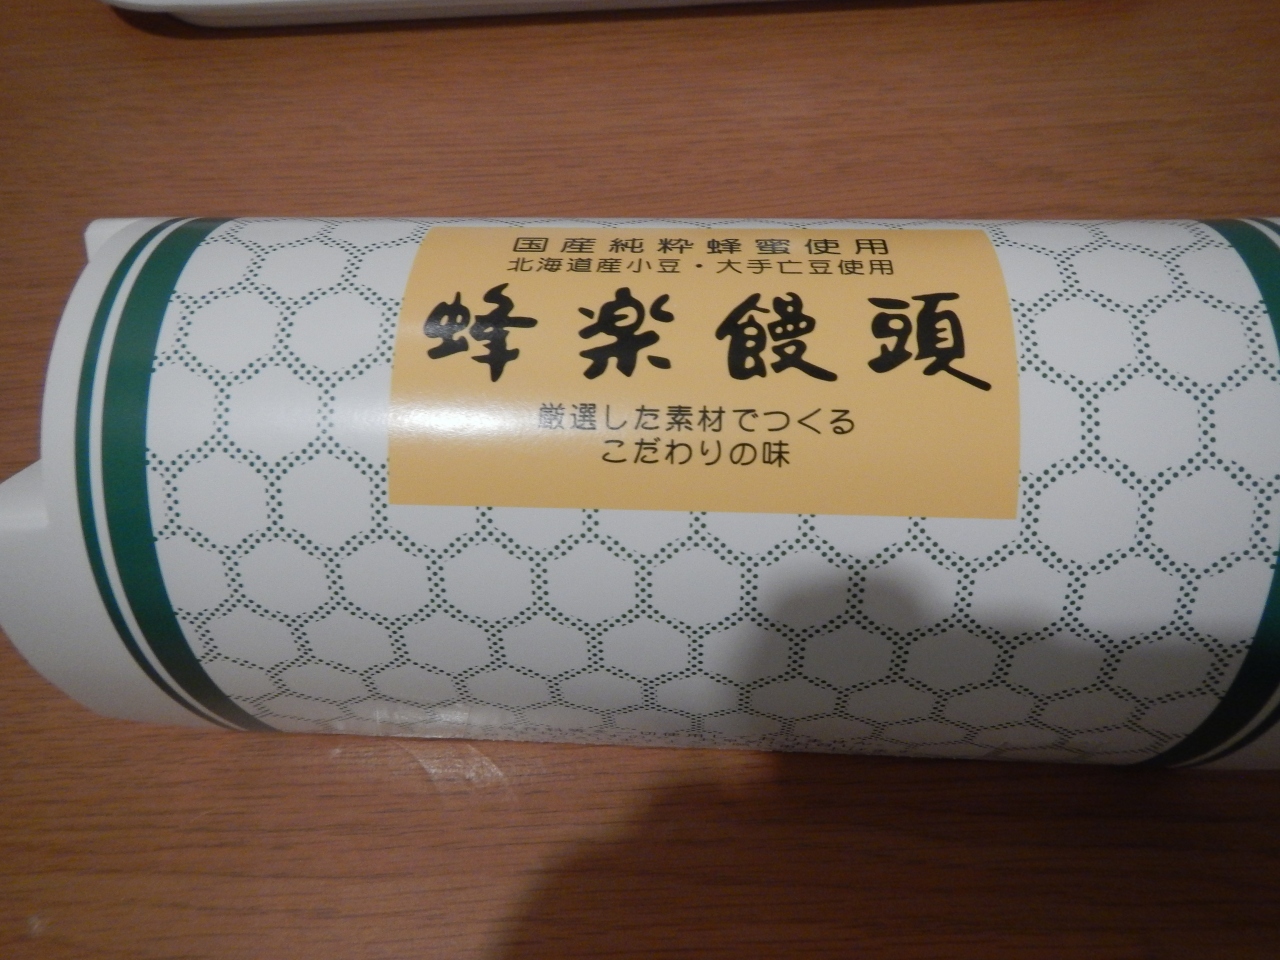 国産純粋蜂蜜使用
北海道産小豆・大手亡豆使用
蜂楽饅頭
厳選した素材でつくる
こだわりの味